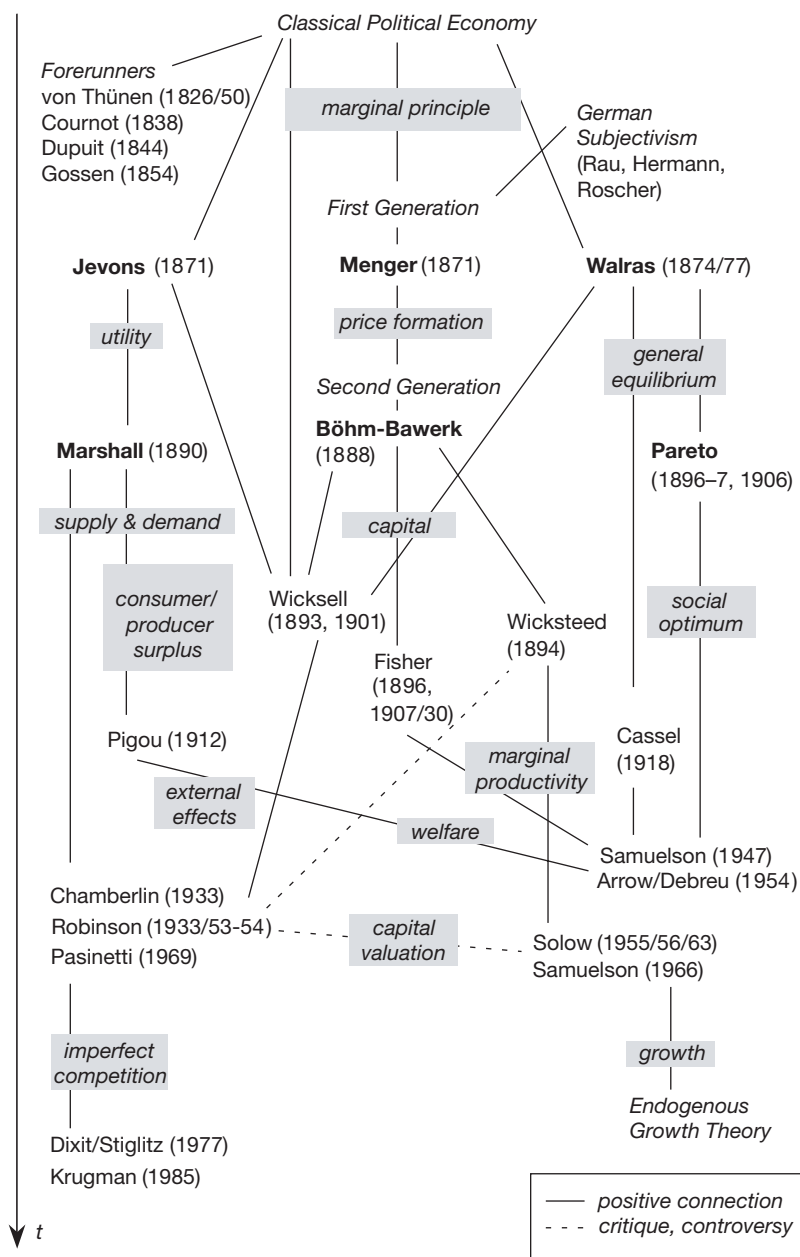 Classical Political Economy
Forerunners
von Thünen (1826/50)
Cournot (1838)
Dupuit (1844)
Gossen (1854)
marginal principle
German
Subjectivism
(Rau, Hermann,
Roscher)
First Generation
Jevons (1871)
Menger (1871)
Walras (1874/77)
utility
price formation
general
equilibrium
Second Generation
Böhm-Bawerk
(1888)
Marshall (1890)
Pareto
(1896–7, 1906)
supply & demand
capital
consumer/
producer
surplus
Wicksell
(1893, 1901)
Wicksteed
(1894)
social
optimum
Fisher
(1896,
1907/30)
Pigou (1912)
Cassel
(1918)
marginal
productivity
external
effects
welfare
Samuelson (1947)
Arrow/Debreu (1954)
Chamberlin (1933)
Robinson (1933/53-54)
Pasinetti (1969)
capital
valuation
Solow (1955/56/63)
Samuelson (1966)
imperfect
competition
growth
Endogenous
Growth Theory
Dixit/Stiglitz (1977)
Krugman (1985)
positive connection
critique, controversy
t